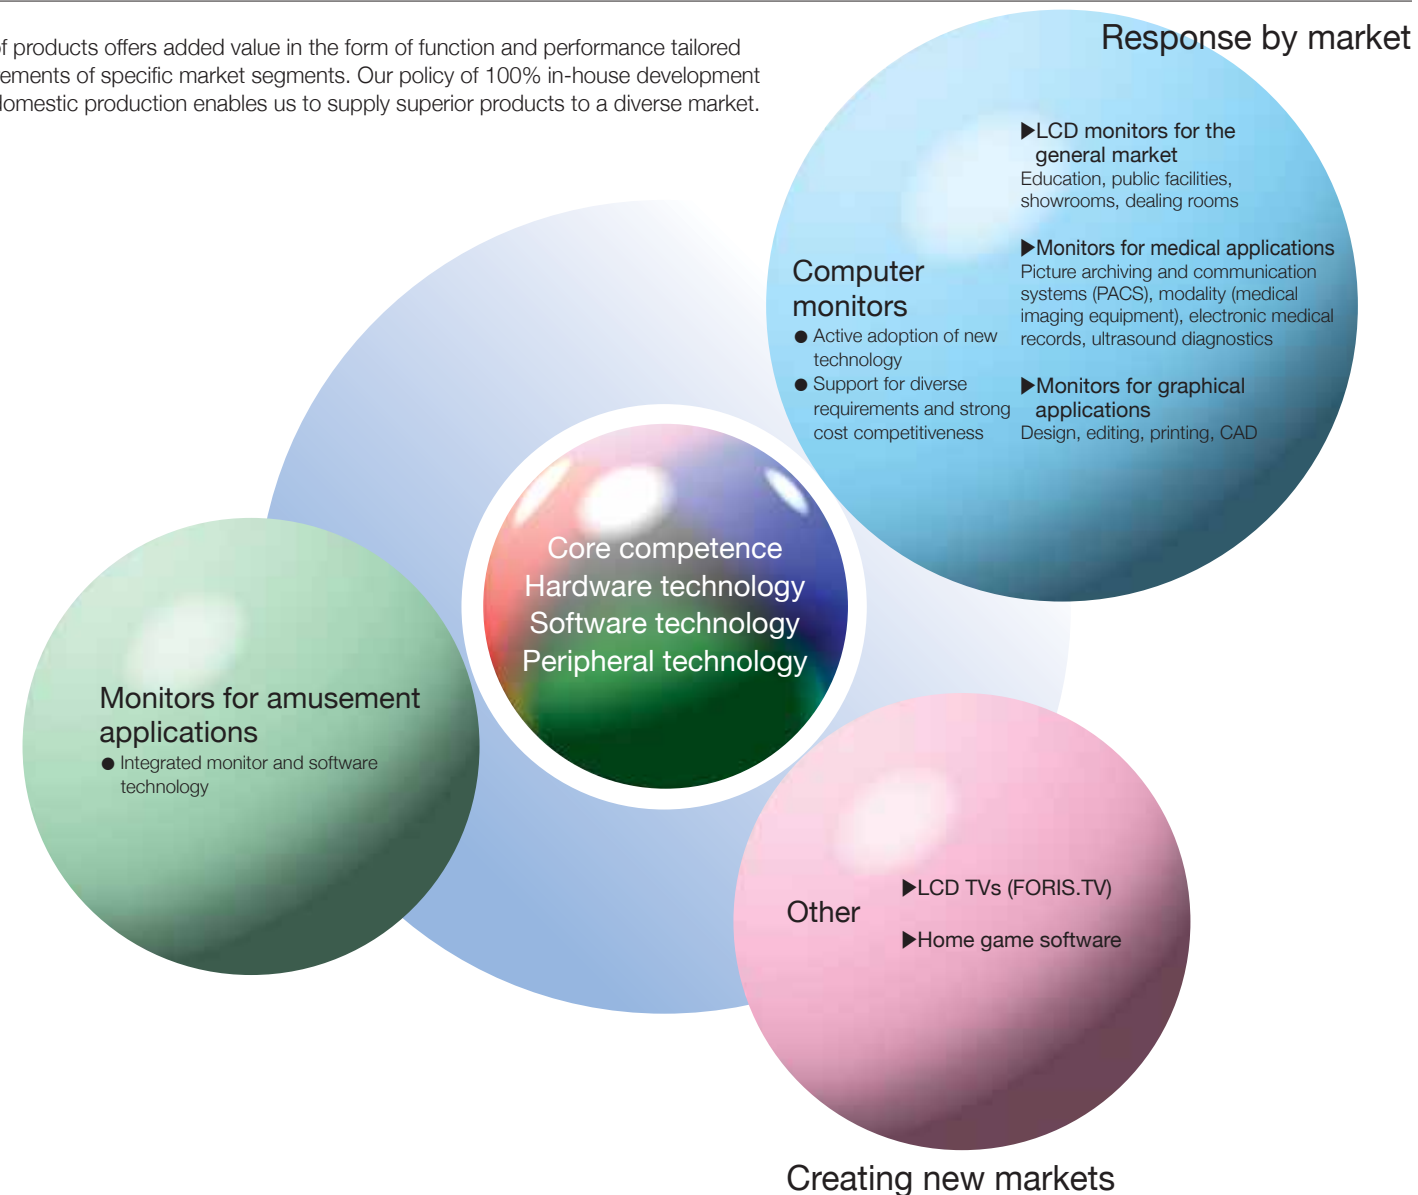 of products offers added value in the form of function and performance tailored
ements of specific market segments. Our policy of 100% in-house development
domestic production enables us to supply superior products to a diverse market.
Response by market
Computer
monitors
● Active adoption of new
technology
● Support for diverse
requirements and strong
cost competitiveness
▶LCD monitors for the
general market
Education, public facilities,
showrooms, dealing rooms
▶Monitors for medical applications
Picture archiving and communication
systems (PACS), modality (medical
imaging equipment), electronic medical
records, ultrasound diagnostics
▶Monitors for graphical
applications
Design, editing, printing, CAD
Core competence
Hardware technology
Software technology
Peripheral technology
Monitors for amusement
applications
● Integrated monitor and software
technology
Other
▶LCD TVs (FORIS.TV)
▶Home game software
Creating new markets